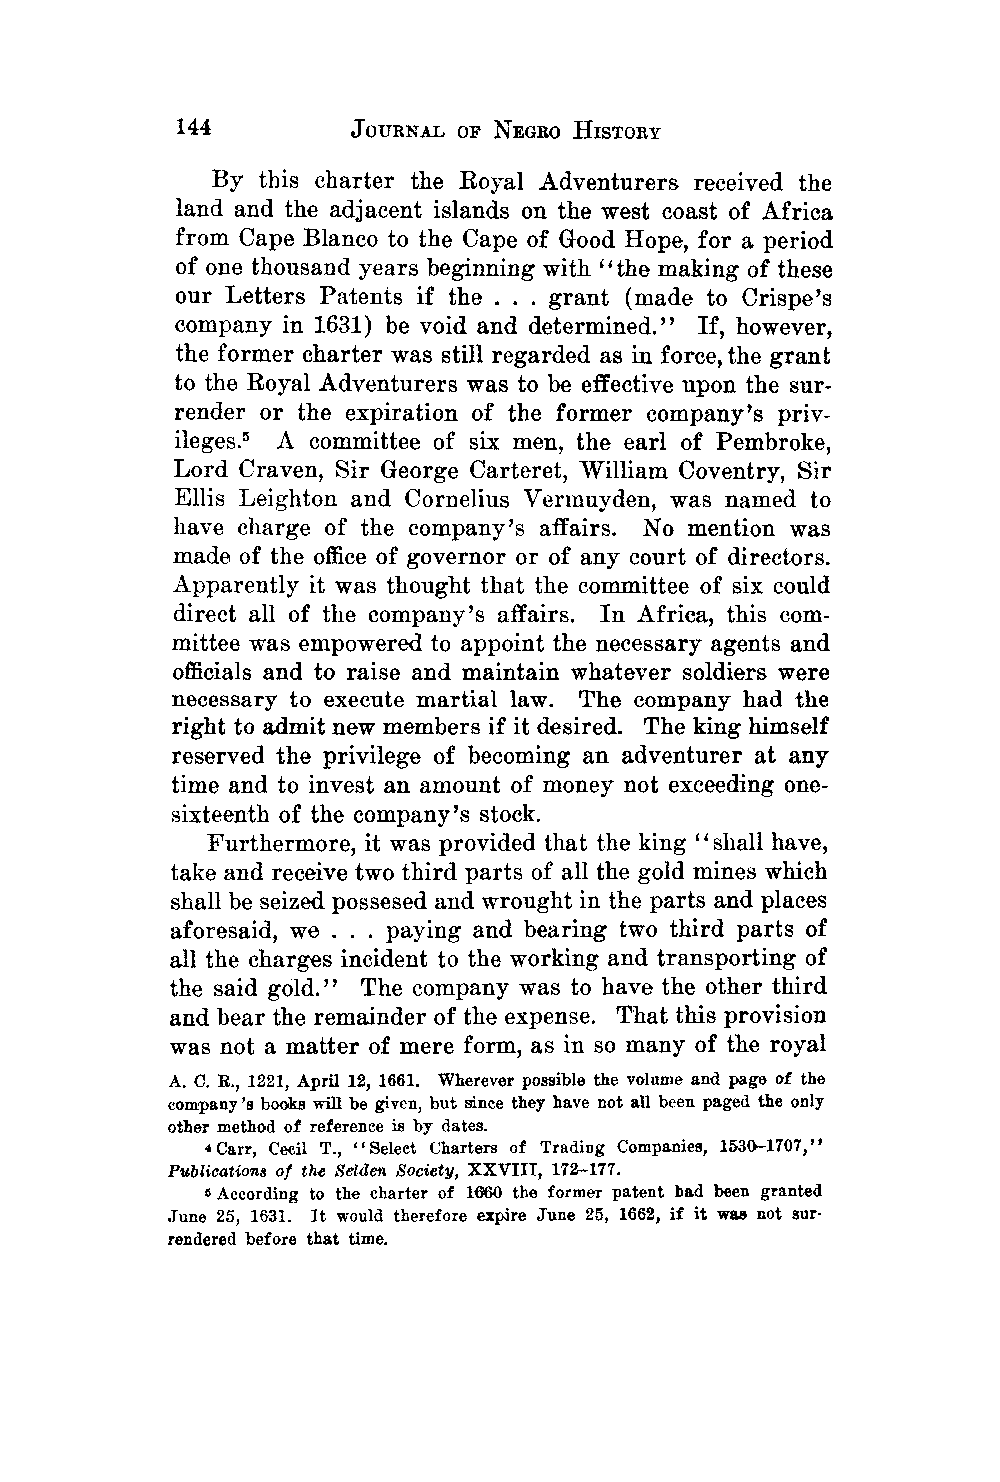 144 JOURNAL OF NEGRO HISTORY
By this charter the Royal Adventurers received the
land and the adjacent islands on the west coast of Africa
from Cape Blanco to the Cape of Good Hope, for a period
of one thousand years beginning with “the making of these
our Letters Patents if the . . . grant (made to Crispe’s
company in 1631) be void and determined.” If, however,
the former charter was still regarded as in force, the grant
to the Royal Adventurers was to be effective upon the sur-
render or the expiration of the former company’s priv-
ileges.⁵ A committee of six men, the earl of Pembroke,
Lord Craven, Sir George Carteret, William Coventry, Sir
Ellis Leighton and Cornelius Vermuyden, was named to
have charge of the company’s affairs. No mention was
made of the office of governor or of any court of directors.
Apparently it was thought that the committee of six could
direct all of the company’s affairs. In Africa, this com-
mittee was empowered to appoint the necessary agents and
officials and to raise and maintain whatever soldiers were
necessary to execute martial law. The company had the
right to admit new members if it desired. The king himself
reserved the privilege of becoming an adventurer at any
time and to invest an amount of money not exceeding one-
sixteenth of the company’s stock.
Furthermore, it was provided that the king “shall have,
take and receive two third parts of all the gold mines which
shall be seized possesed and wrought in the parts and places
aforesaid, we . . . paying and bearing two third parts of
all the charges incident to the working and transporting of
the said gold.” The company was to have the other third
and bear the remainder of the expense. That this provision
was not a matter of mere form, as in so many of the royal
A. C. R., 1221, April 12, 1661. Wherever possible the volume and page of the
company’s books will be given, but since they have not all been paged the only
other method of reference is by dates.
⁴ Carr, Cecil T., “Select Charters of Trading Companies, 1530–1707,”
Publications of the Selden Society, XXVIII, 172–177.
⁵ According to the charter of 1660 the former patent had been granted
June 25, 1631. It would therefore expire June 25, 1662, if it was not sur-
rendered before that time.